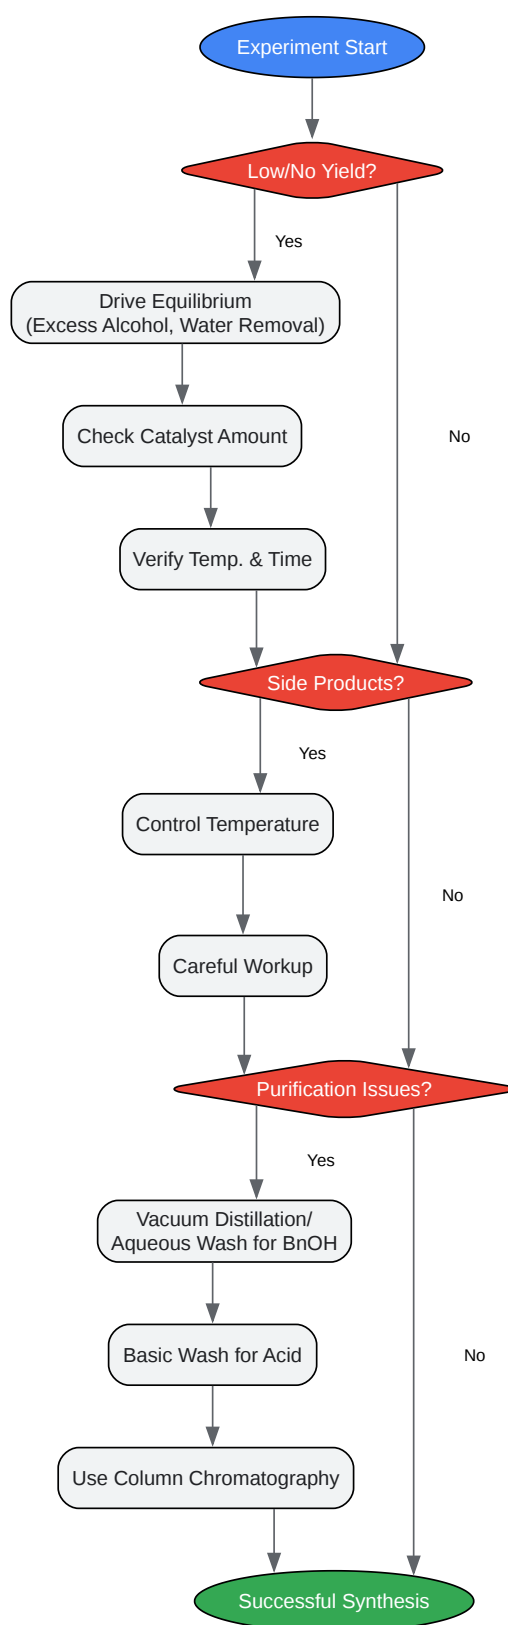 Experiment Start
Low/No Yield?
Yes
Drive Equilibrium
(Excess Alcohol, Water Removal)
Check Catalyst Amount
No
Verify Temp. & Time
Side Products?
Yes
Control Temperature
No
Careful Workup
Purification Issues?
Yes
Vacuum Distillation/
Aqueous Wash for BnOH
Basic Wash for Acid
No
Use Column Chromatography
Successful Synthesis